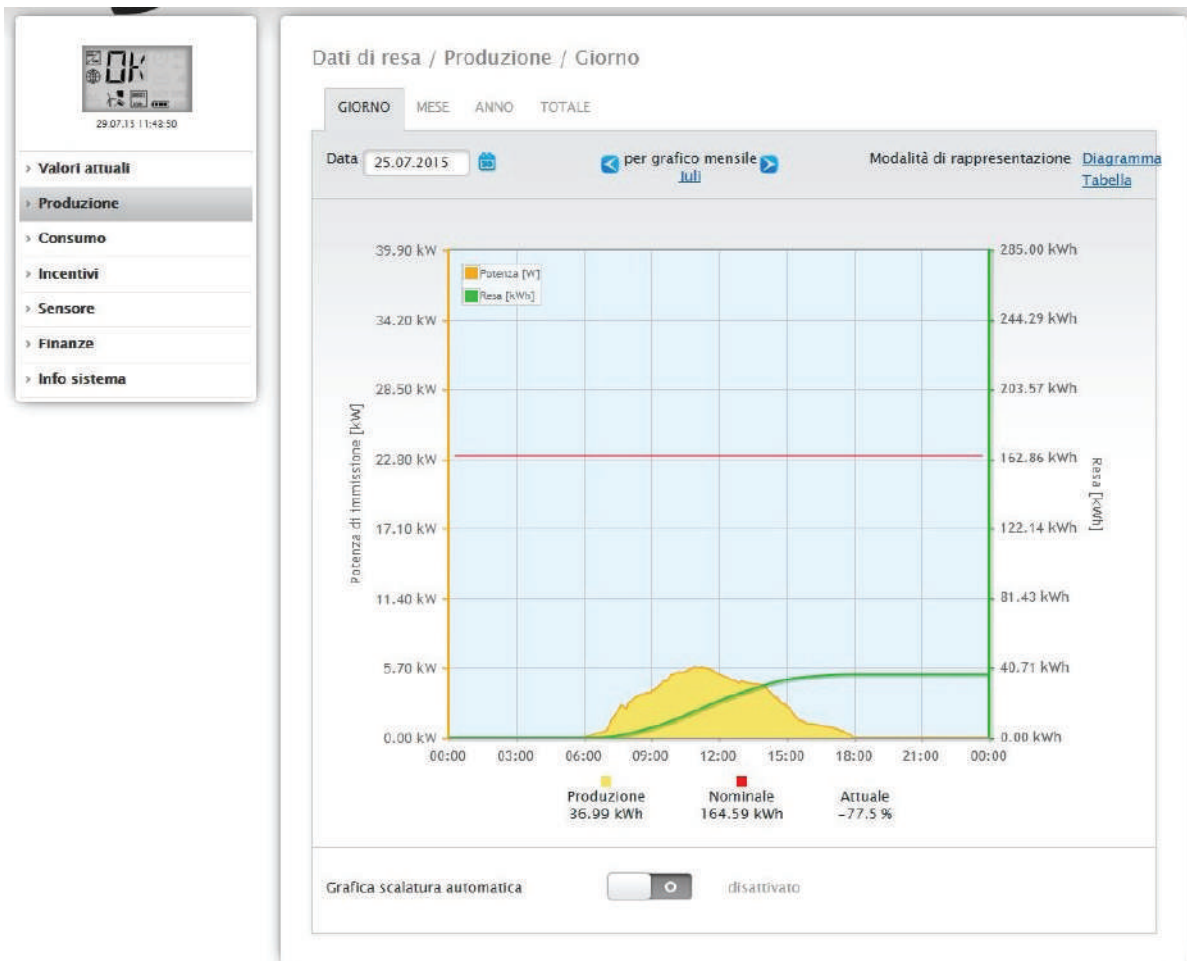 OK
29.07.15 11:43:50
Valori attuali
Produzione
Consumo
Incentivi
Sensore
Finanze
Info sistema
Dati di resa / Produzione / Giorno
GIORNO MESE ANNO TOTALE
Data 25.07.2015 per grafico mensile Modalità di rappresentazione Diagramma
Juli Tabella
39.90 kW 285.00 kWh
Potenza [W]
Resa [kWh]
34.20 kW 244.29 kWh
28.50 kW 203.57 kWh
22.80 kW 162.86 kWh
17.10 kW 122.14 kWh
11.40 kW 81.43 kWh
5.70 kW 40.71 kWh
0.00 kW 0.00 kWh
Potenza di immissione [kW]
Resa [kWh]
00:00 03:00 06:00 09:00 12:00 15:00 18:00 21:00 00:00
Produzione Nominale Attuale
36.99 kWh 164.59 kWh -77.5 %
Grafica scalatura automatica disattivato